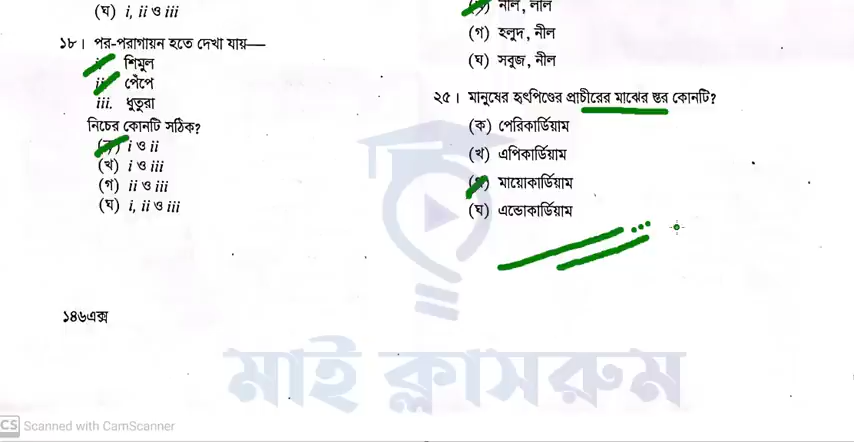 (ঘ) i, ii ও iii
১৮। পর-পরাগায়ন হতে দেখা যায়—
i. শিমুল
ii. পেঁপে
iii. ধুতুরা
নিচের কোনটি সঠিক?
(ক) i ও ii
(খ) i ও iii
(গ) ii ও iii
(ঘ) i, ii ও iii
১৪৬এক্স
নীল, লাল
(গ) হলুদ, নীল
(ঘ) সবুজ, নীল
২৫। মানুষের হৃৎপিণ্ডের প্রাচীরের মাঝের স্তর কোনটি?
(ক) পেরিকার্ডিয়াম
(খ) এপিকার্ডিয়াম
(গ) মায়োকার্ডিয়াম
(ঘ) এন্ডোকার্ডিয়াম
মাই ক্লাসরুম
CS Scanned with CamScanner